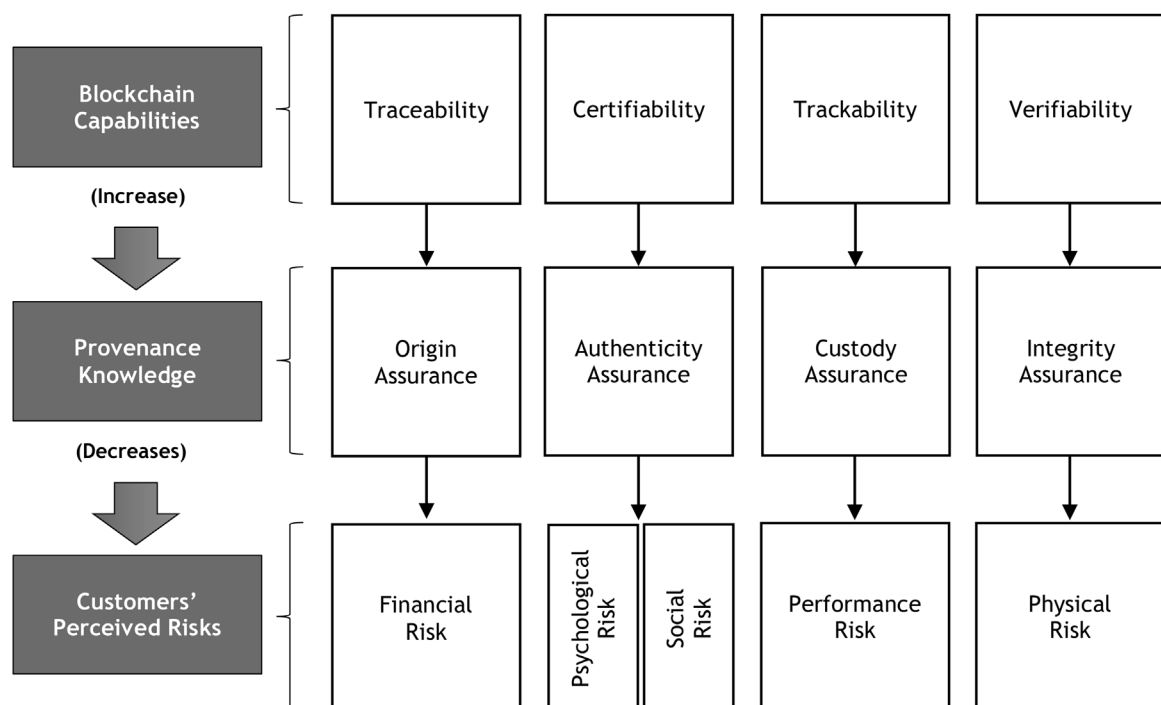 Blockchain
Capabilities
Traceability
Certifiability
Trackability
Verifiability
(Increase)
Provenance
Knowledge
Origin
Assurance
Authenticity
Assurance
Custody
Assurance
Integrity
Assurance
(Decreases)
Customers’
Perceived Risks
Financial
Risk
Psychological
Risk
Social
Risk
Performance
Risk
Physical
Risk